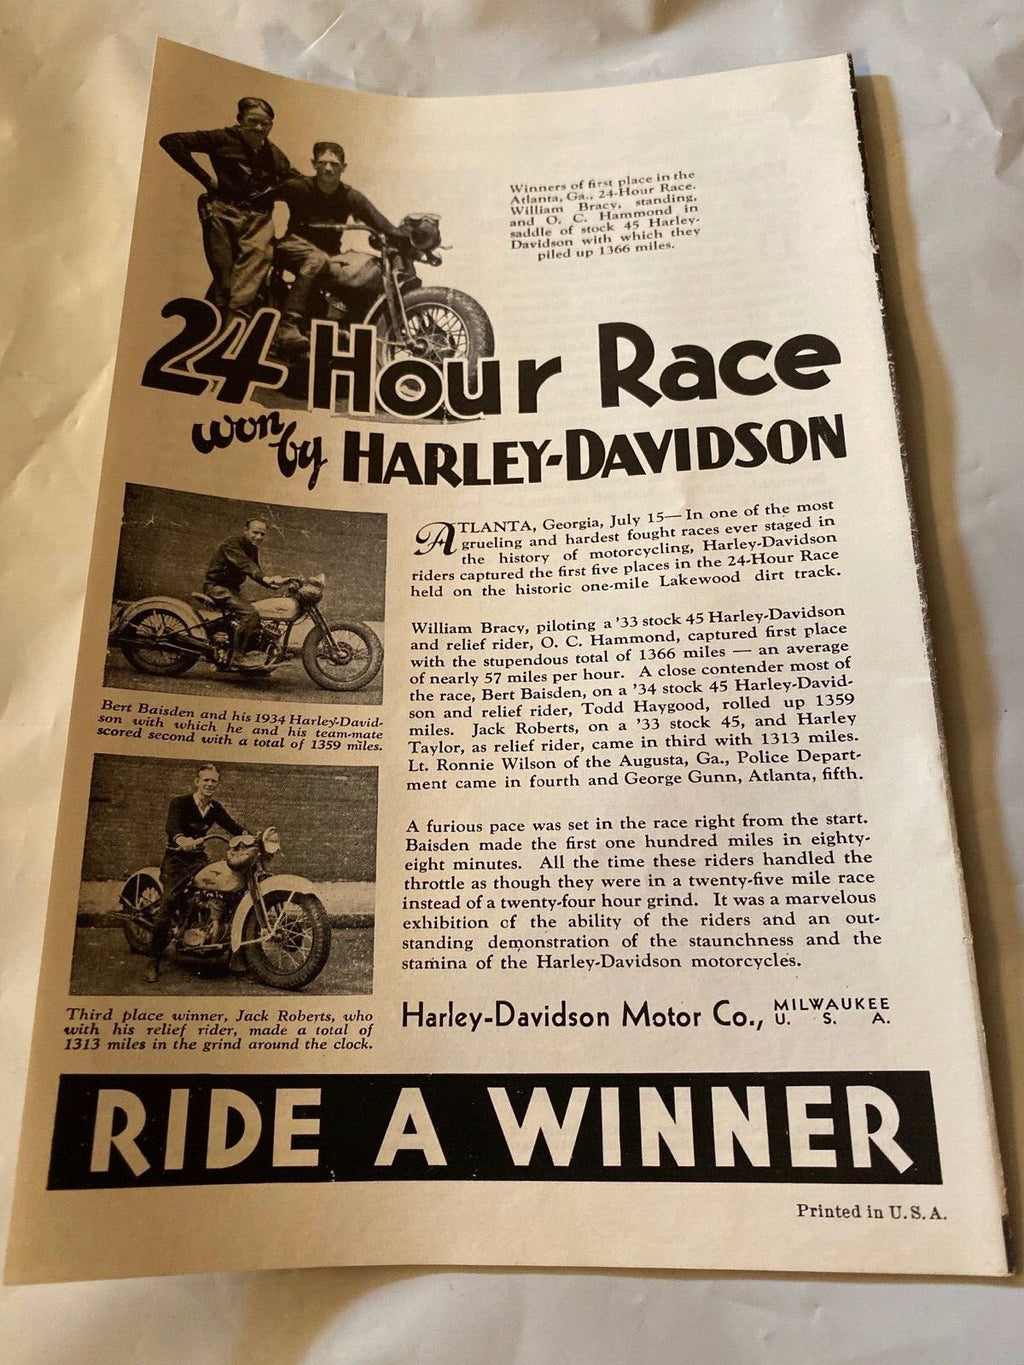 Winners of first place in the
Atlanta, Ga., 24-Hour Race.
William Bracy, standing,
and O. C. Hammond in
saddle of stock 45 Harley-
Davidson with which they
piled up 1366 miles.
24 Hour Race
won by HARLEY-DAVIDSON
ATLANTA, Georgia, July 15—In one of the most
grueling and hardest fought races ever staged in
the history of motorcycling, Harley-Davidson
riders captured the first five places in the 24-Hour Race
held on the historic one-mile Lakewood dirt track.
William Bracy, piloting a '33 stock 45 Harley-Davidson
and relief rider, O. C. Hammond, captured first place
with the stupendous total of 1366 miles — an average
of nearly 57 miles per hour. A close contender most of
the race, Bert Baisden, on a '34 stock 45 Harley-David-
son and relief rider, Todd Haygood, rolled up 1359
miles. Jack Roberts, on a '33 stock 45, and Harley
Taylor, as relief rider, came in third with 1313 miles.
Lt. Ronnie Wilson of the Augusta, Ga., Police Depart-
ment came in fourth and George Gunn, Atlanta, fifth.
A furious pace was set in the race right from the start.
Baisden made the first one hundred miles in eighty-
eight minutes. All the time these riders handled the
throttle as though they were in a twenty-five mile race
instead of a twenty-four hour grind. It was a marvelous
exhibition of the ability of the riders and an out-
standing demonstration of the staunchness and the
stamina of the Harley-Davidson motorcycles.
Bert Baisden and his 1934 Harley-David-
son with which he and his team-mate
scored second with a total of 1359 miles.
Third place winner, Jack Roberts, who
with his relief rider, made a total of
1313 miles in the grind around the clock.
Harley-Davidson Motor Co., MILWAUKEE
U. S. A.
RIDE A WINNER
Printed in U. S. A.